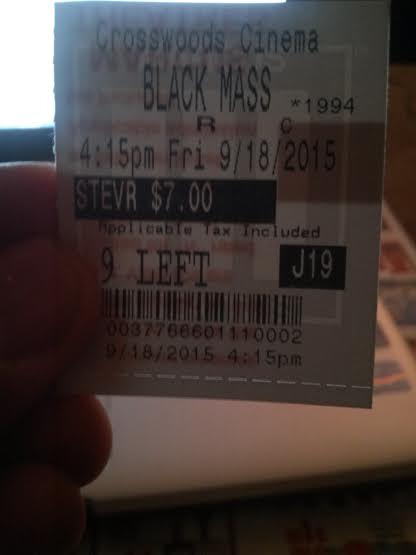 Crosswoods Cinema
BLACK MASS
*1994
R C
4:15pm Fri 9/18/2015
STEVR $7.00
Applicable Tax Included
9 LEFT J19
0037766601110002
9/18/2015 4:15pm